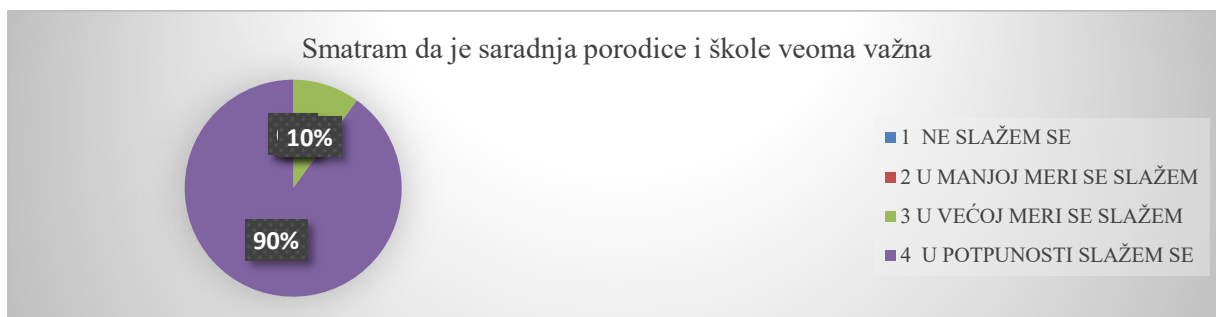 Smatram da je saradnja porodice i škole veoma važna
10%
90%
1 NE SLAŽEM SE
2 U MANJOJ MERI SE SLAŽEM
3 U VEĆOJ MERI SE SLAŽEM
4 U POTPUNOSTI SLAŽEM SE